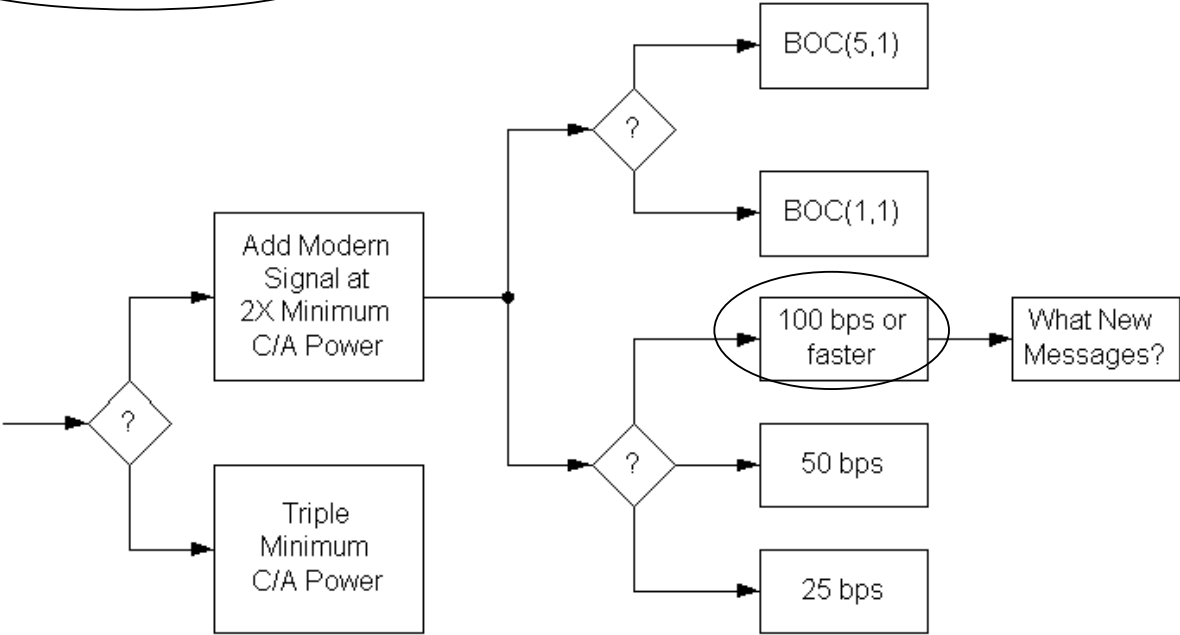 ?
Add Modern
Signal at
2X Minimum
C/A Power
Triple
Minimum
C/A Power
?
BOC(5,1)
BOC(1,1)
?
100 bps or
faster
50 bps
25 bps
What New
Messages?